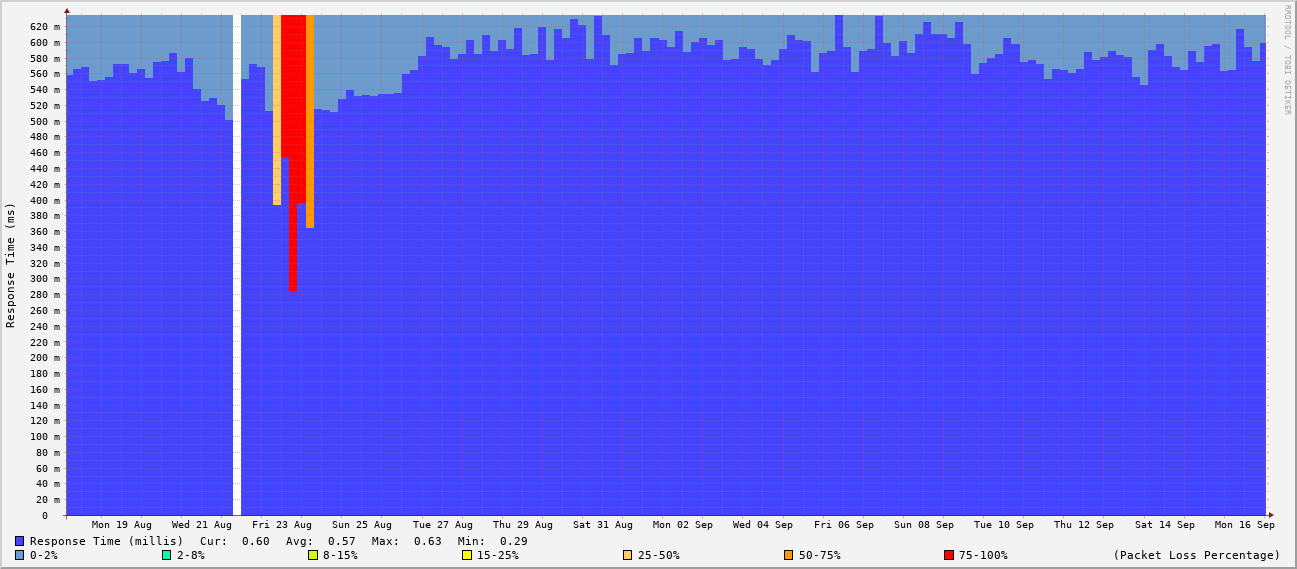 RRDTOOL / TOBI OETIKER
Response Time (ms)
620 m
600 m
580 m
560 m
540 m
520 m
500 m
480 m
460 m
440 m
420 m
400 m
380 m
360 m
340 m
320 m
300 m
280 m
260 m
240 m
220 m
200 m
180 m
160 m
140 m
120 m
100 m
80 m
60 m
40 m
20 m
0
Mon 19 Aug Wed 21 Aug Fri 23 Aug Sun 25 Aug Tue 27 Aug Thu 29 Aug Sat 31 Aug Mon 02 Sep Wed 04 Sep Fri 06 Sep Sun 08 Sep Tue 10 Sep Thu 12 Sep Sat 14 Sep Mon 16 Sep
Response Time (millis) Cur: 0.60 Avg: 0.57 Max: 0.63 Min: 0.29
0-2% 2-8% 8-15% 15-25% 25-50% 50-75% 75-100% (Packet Loss Percentage)